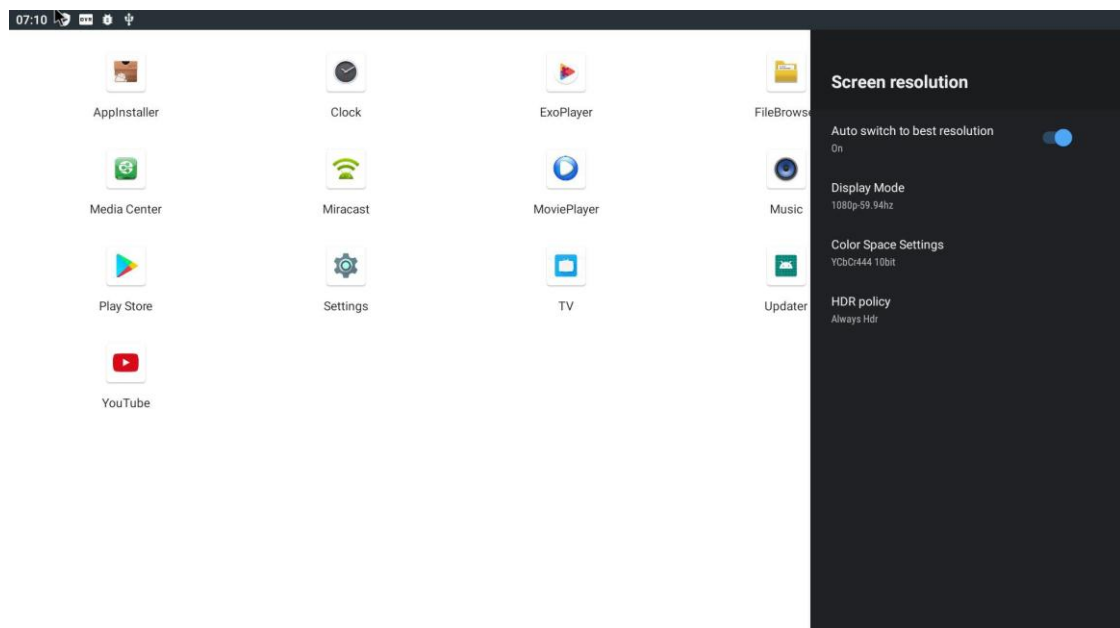 07:10
AppInstaller
Clock
ExoPlayer
FileBrowse
Media Center
Miracast
MoviePlayer
Music
Play Store
Settings
TV
Updater
YouTube
Screen resolution
Auto switch to best resolution
On
Display Mode
1080p-59.94hz
Color Space Settings
YCbCr444 10bit
HDR policy
Always Hdr